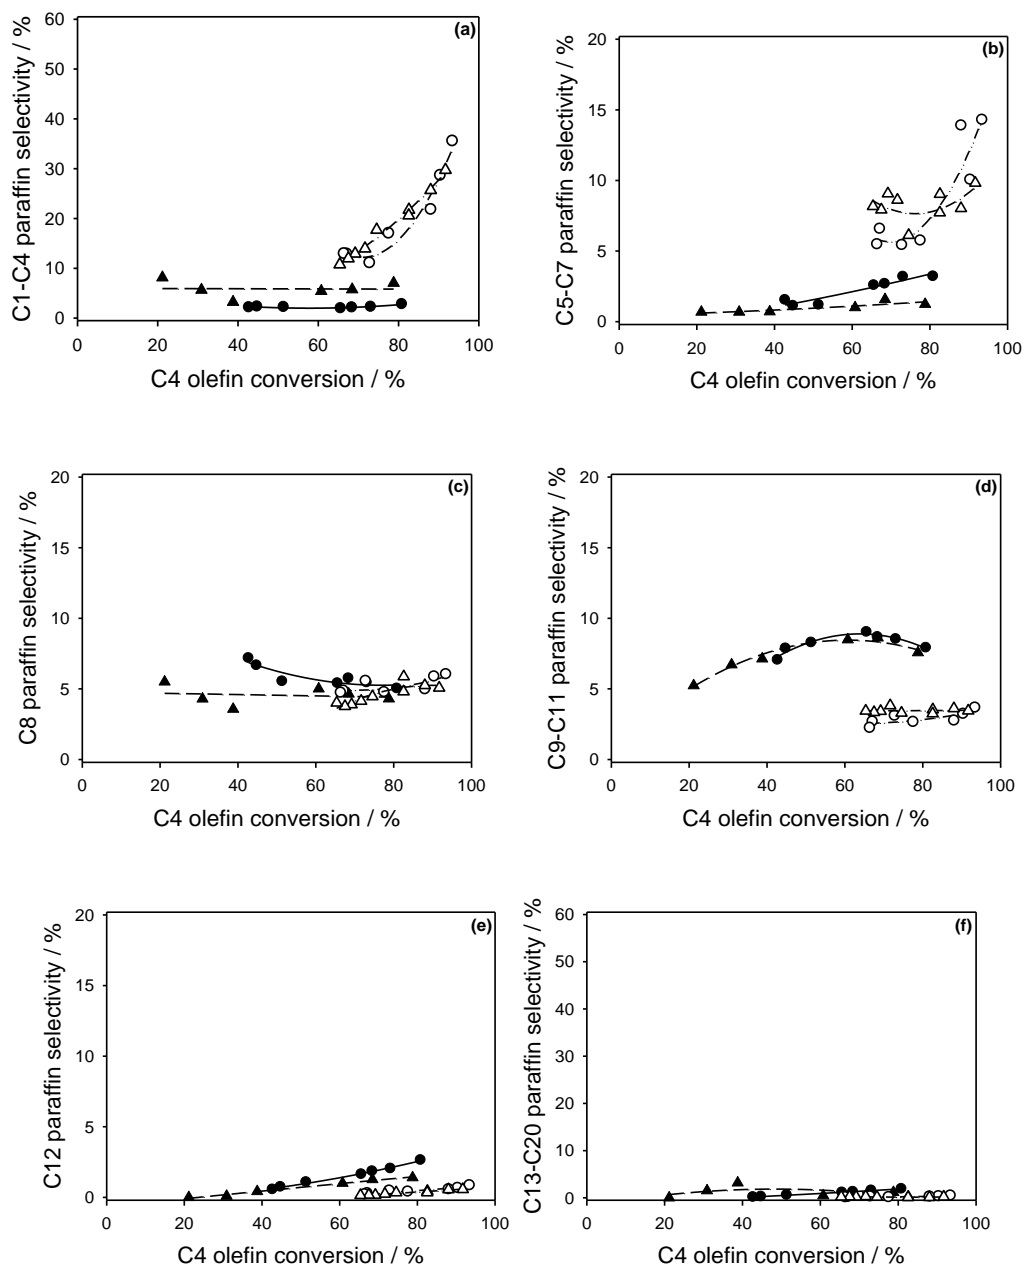 (a)
C1-C4 paraffin selectivity / %
60
50
40
30
20
10
0
0 20 40 60 80 100
C4 olefin conversion / %
(b)
C5-C7 paraffin selectivity / %
20
15
10
5
0
0 20 40 60 80 100
C4 olefin conversion / %
(c)
C8 paraffin selectivity / %
20
15
10
5
0
0 20 40 60 80 100
C4 olefin conversion / %
(d)
C9-C11 paraffin selectivity / %
20
15
10
5
0
0 20 40 60 80 100
C4 olefin conversion / %
(e)
C12 paraffin selectivity / %
20
15
10
5
0
0 20 40 60 80 100
C4 olefin conversion / %
(f)
C13-C20 paraffin selectivity / %
60
50
40
30
20
10
0
0 20 40 60 80 100
C4 olefin conversion / %